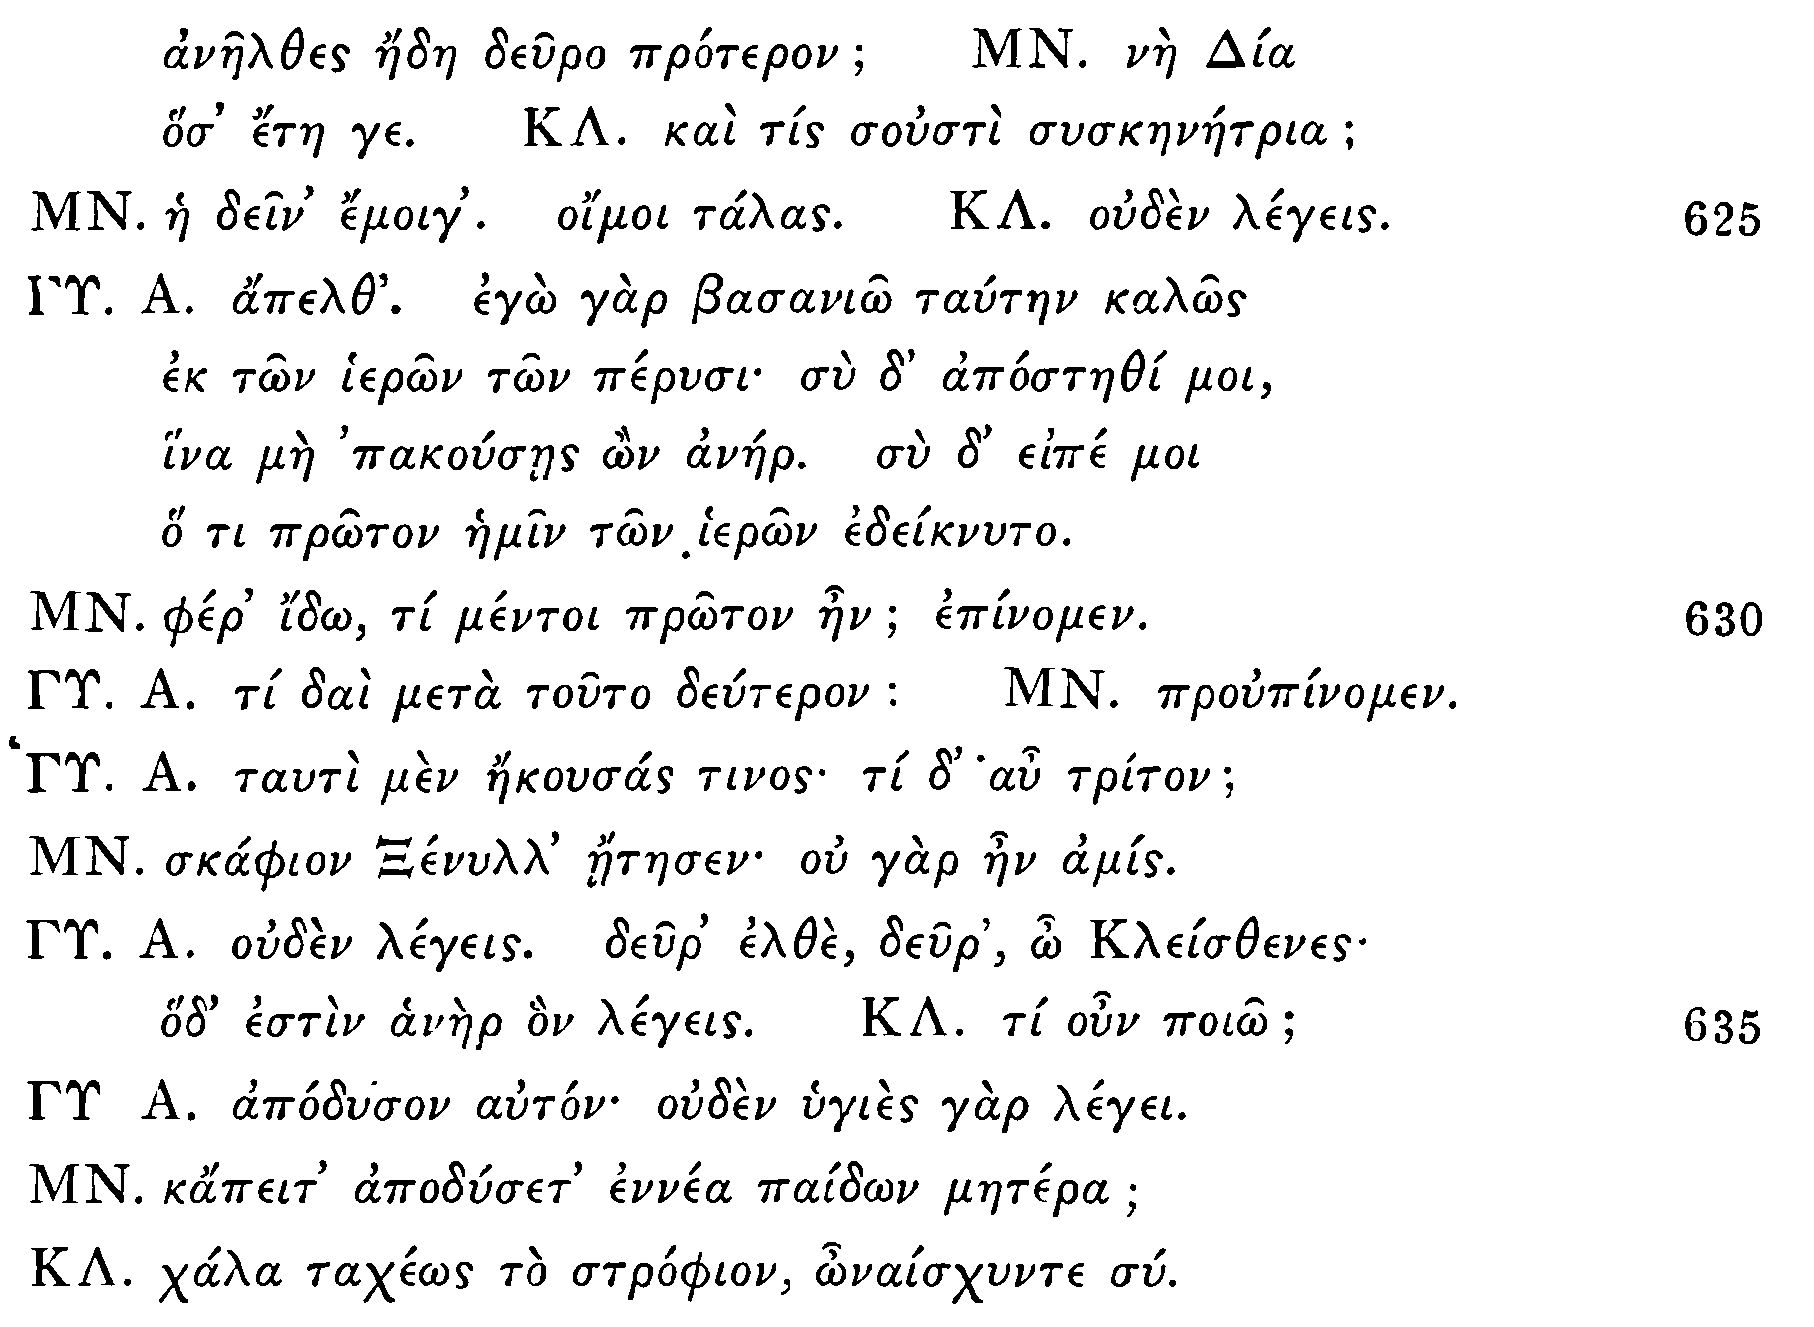 ἀνῆλθες ἤδη δεῦρο πρότερον; ΜΝ. νὴ Δία
ὅσ’ ἔτη γε. ΚΛ. καὶ τίς σοὐστὶ συσκηνήτρια;
ΜΝ. ἡ δεῖν’ ἔμοιγ’. οἴμοι τάλας. ΚΛ. οὐδὲν λέγεις. 625
ΓΥ. Α. ἄπελθ’. ἐγὼ γὰρ βασανιῶ ταύτην καλῶς
ἐκ τῶν ἱερῶν τῶν πέρυσι· σὺ δ’ ἀπόστηθί μοι,
ἵνα μὴ ’πακούσῃς ὢν ἀνήρ. σὺ δ’ εἰπέ μοι
ὅ τι πρῶτον ἡμῖν τῶν ἱερῶν ἐδείκνυτο.
ΜΝ. φέρ’ ἴδω, τί μέντοι πρῶτον ἦν; ἐπίνομεν. 630
ΓΥ. Α. τί δαὶ μετὰ τοῦτο δεύτερον: ΜΝ. προὐπίνομεν.
ΓΥ. Α. ταυτὶ μὲν ἤκουσάς τινος· τί δ’ αὖ τρίτον;
ΜΝ. σκάφιον Ξένυλλ’ ᾔτησεν· οὐ γὰρ ἦν ἀμίς.
ΓΥ. Α. οὐδὲν λέγεις. δεῦρ’ ἐλθὲ, δεῦρ’, ὦ Κλείσθενες·
ὅδ’ ἐστὶν ἁνὴρ ὃν λέγεις. ΚΛ. τί οὖν ποιῶ; 635
ΓΥ Α. ἀπόδυσον αὐτόν· οὐδὲν ὑγιὲς γὰρ λέγει.
ΜΝ. κἄπειτ’ ἀποδύσετ’ ἐννέα παίδων μητέρα;
ΚΛ. χάλα ταχέως τὸ στρόφιον, ὦναίσχυντε σύ.